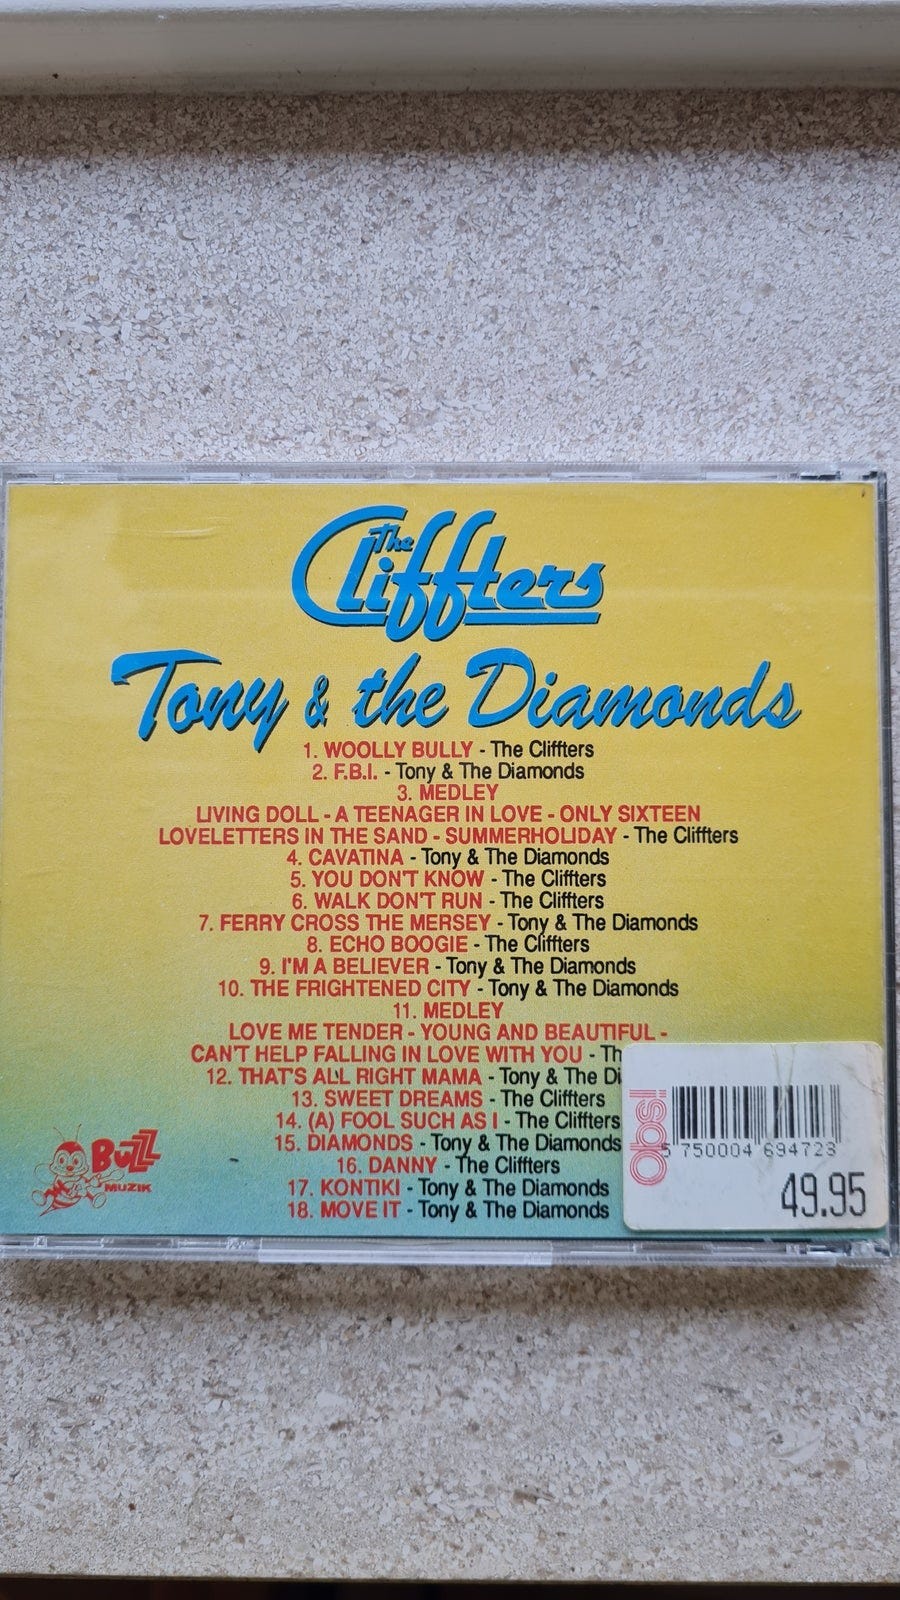 The Cliffters
Tony & the Diamonds
1. WOOLLY BULLY - The Cliffters
2. F.B.I. - Tony & The Diamonds
3. MEDLEY
LIVING DOLL - A TEENAGER IN LOVE - ONLY SIXTEEN
LOVELETTERS IN THE SAND - SUMMERHOLIDAY - The Cliffters
4. CAVATINA - Tony & The Diamonds
5. YOU DON'T KNOW - The Cliffters
6. WALK DON'T RUN - The Cliffters
7. FERRY CROSS THE MERSEY - Tony & The Diamonds
8. ECHO BOOGIE - The Cliffters
9. I'M A BELIEVER - Tony & The Diamonds
10. THE FRIGHTENED CITY - Tony & The Diamonds
11. MEDLEY
LOVE ME TENDER - YOUNG AND BEAUTIFUL -
CAN'T HELP FALLING IN LOVE WITH YOU - Th
12. THAT'S ALL RIGHT MAMA - Tony & The Di
13. SWEET DREAMS - The Cliffters
14. (A) FOOL SUCH AS I - The Cliffters
15. DIAMONDS - Tony & The Diamonds
16. DANNY - The Cliffters
17. KONTIKI - Tony & The Diamonds
18. MOVE IT - Tony & The Diamonds
BUZZ
MUZIK
Obs!
5 750004 694723
49.95